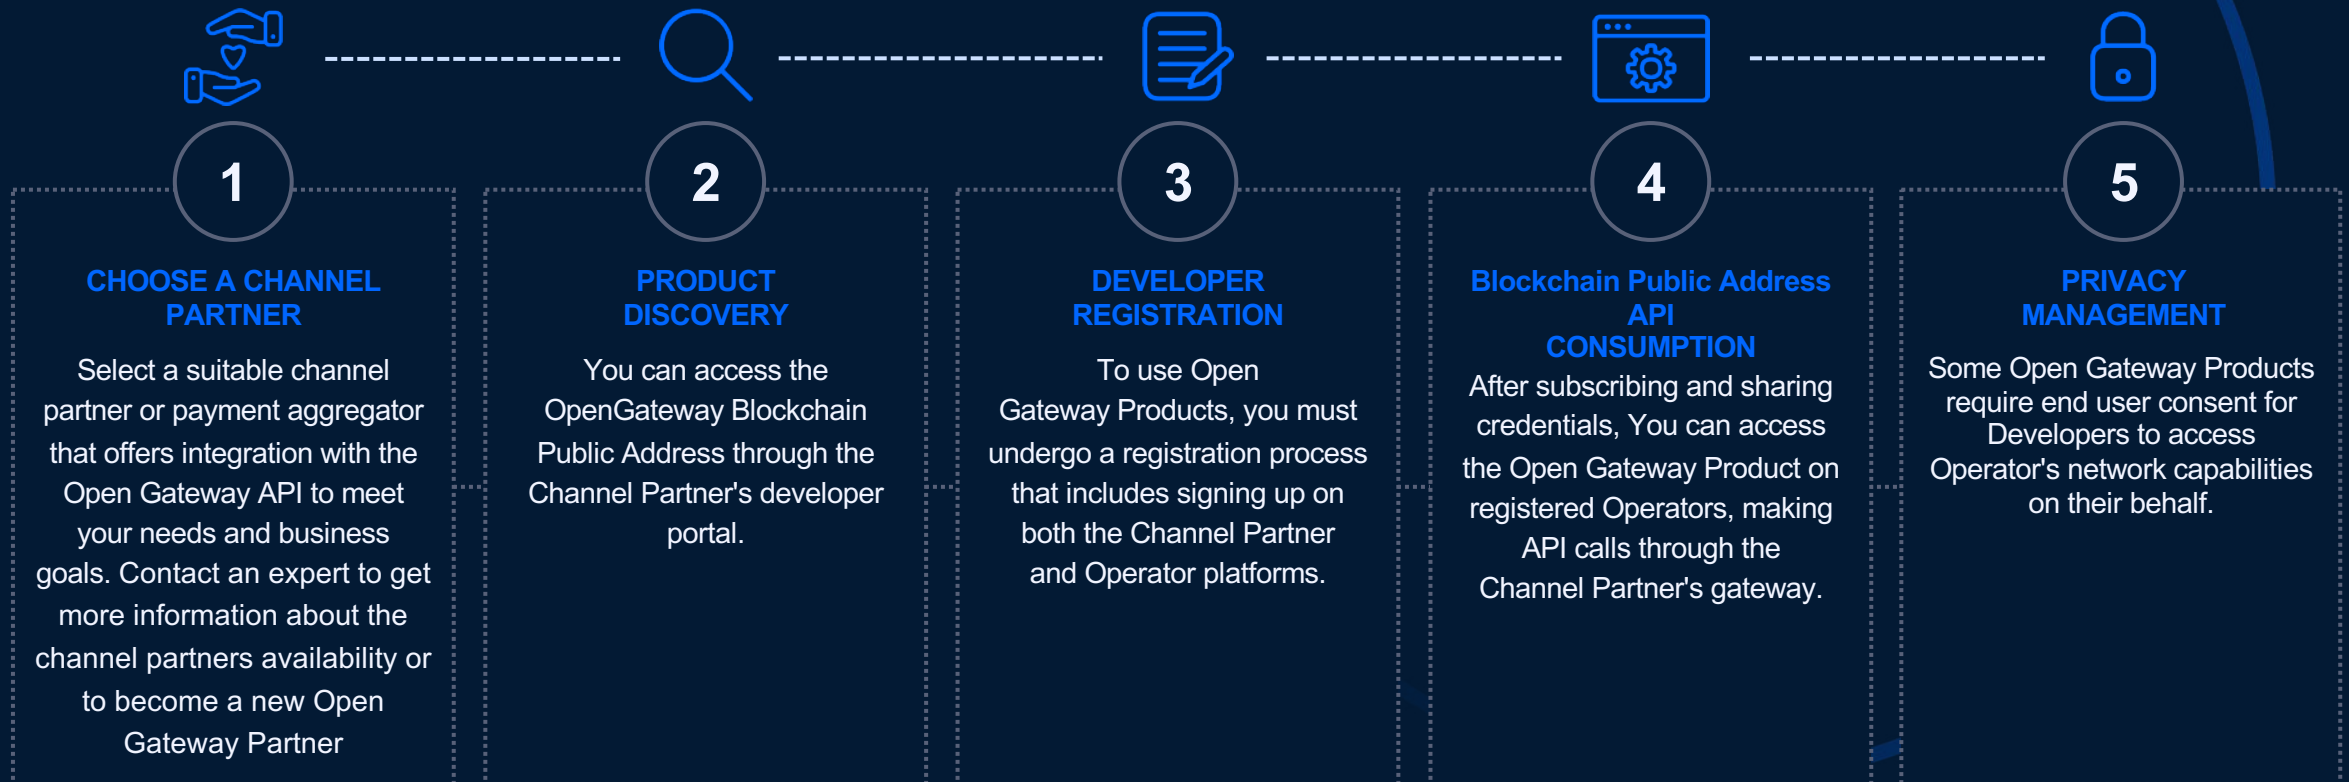 1
CHOOSE A CHANNEL
PARTNER
Select a suitable channel
partner or payment aggregator
that offers integration with the
Open Gateway API to meet
your needs and business
goals. Contact an expert to get
more information about the
channel partners availability or
to become a new Open
Gateway Partner
2
PRODUCT
DISCOVERY
You can access the
OpenGateway Blockchain
Public Address through the
Channel Partner's developer
portal.
3
DEVELOPER
REGISTRATION
To use Open
Gateway Products, you must
undergo a registration process
that includes signing up on
both the Channel Partner
and Operator platforms.
4
Blockchain Public Address
API
CONSUMPTION
After subscribing and sharing
credentials, You can access
the Open Gateway Product on
registered Operators, making
API calls through the
Channel Partner's gateway.
5
PRIVACY
MANAGEMENT
Some Open Gateway Products
require end user consent for
Developers to access
Operator's network capabilities
on their behalf.